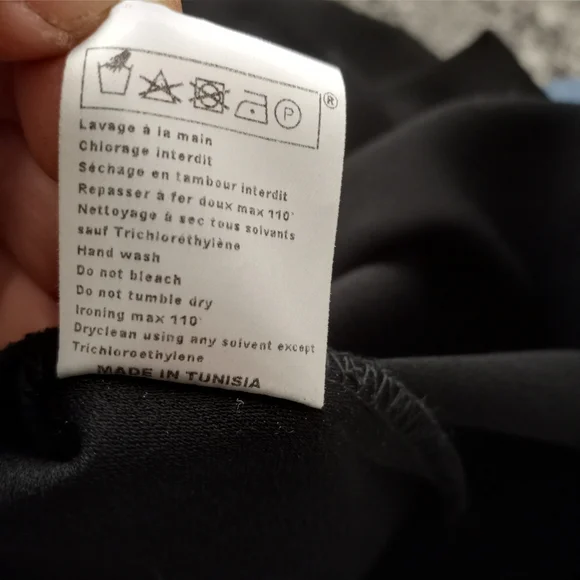 P ®
Lavage à la main
Chlorage interdit
Séchage en tambour interdit
Repasser à fer doux max 110°
Nettoyage à sec tous solvants
sauf Trichloréthylène
Hand wash
Do not bleach
Do not tumble dry
Ironing max 110°
Dryclean using any solvent except
Trichloroethylene
MADE IN TUNISIA